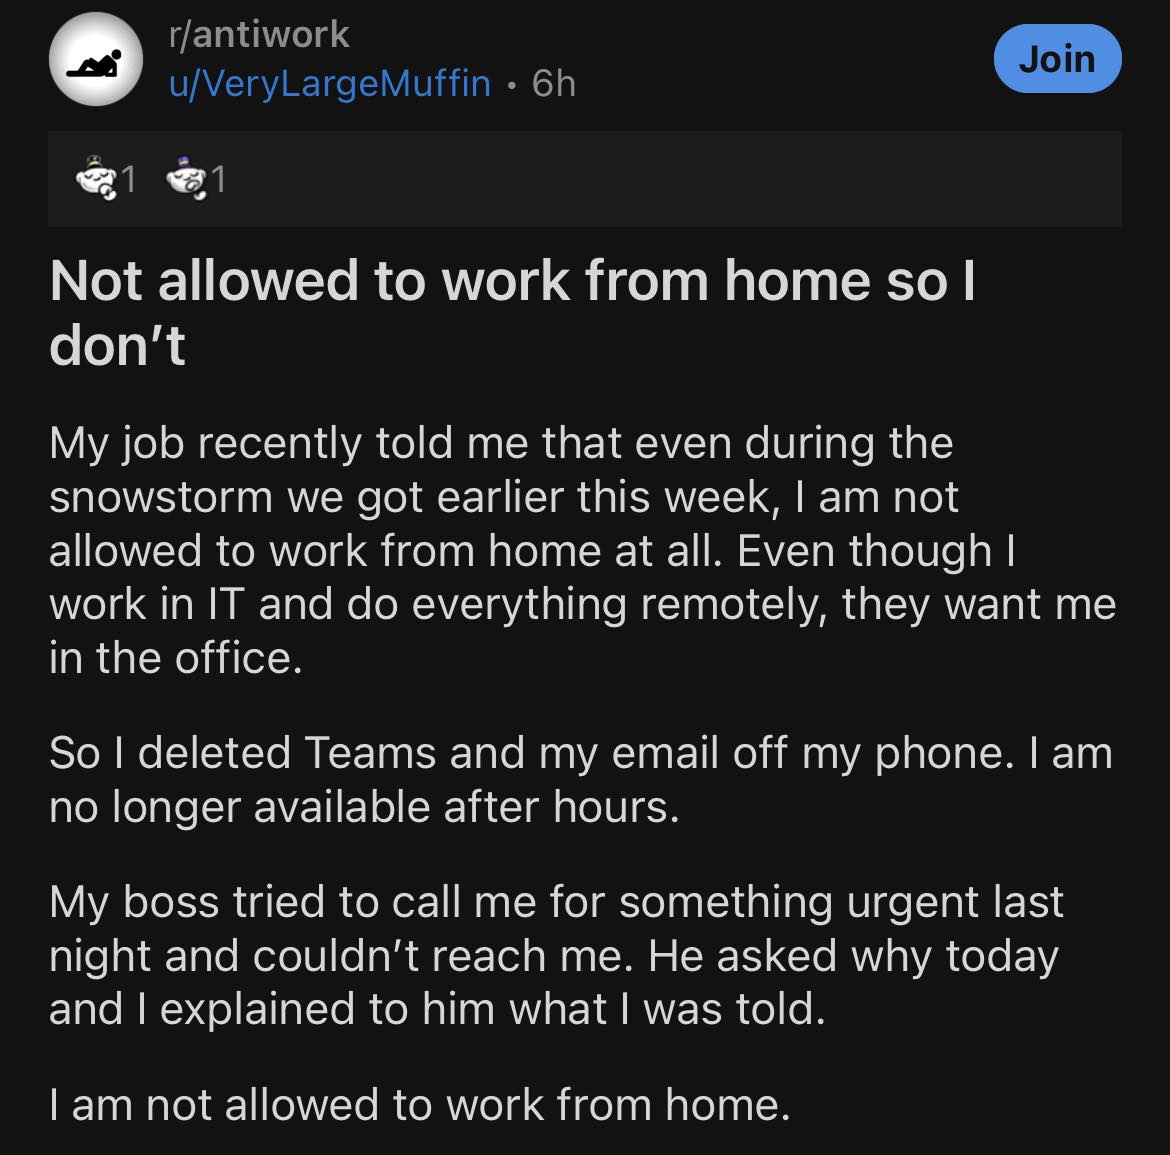 r/antiwork
u/VeryLargeMuffin • 6h
Join
1 1
Not allowed to work from home so I
don’t
My job recently told me that even during the
snowstorm we got earlier this week, I am not
allowed to work from home at all. Even though I
work in IT and do everything remotely, they want me
in the office.
So I deleted Teams and my email off my phone. I am
no longer available after hours.
My boss tried to call me for something urgent last
night and couldn’t reach me. He asked why today
and I explained to him what I was told.
I am not allowed to work from home.